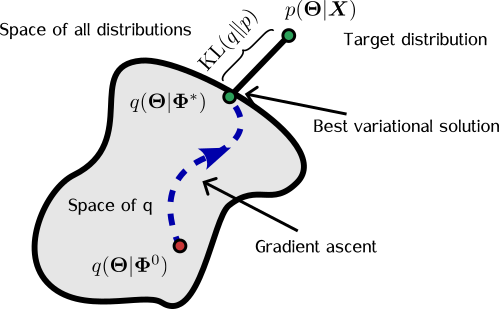 p(Θ|X)
Space of all distributions
KL(q||p)
Target distribution
q(Θ|Φ*)
Best variational solution
Space of q
Gradient ascent
q(Θ|Φ⁰)